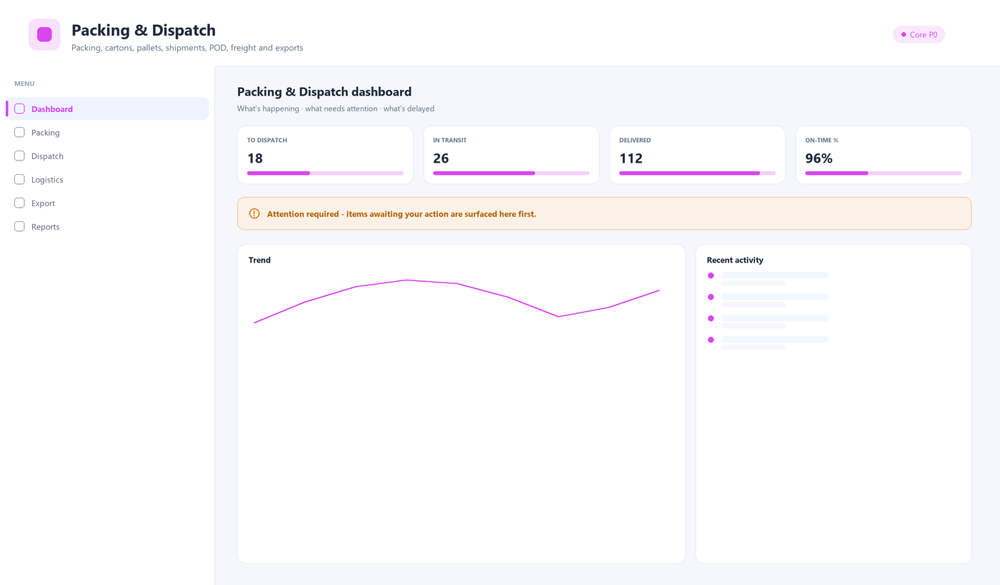 Packing & Dispatch
Packing, cartons, pallets, shipments, POD, freight and exports
Core P0
MENU
Dashboard
Packing
Dispatch
Logistics
Export
Reports
Packing & Dispatch dashboard
What's happening · what needs attention · what's delayed
TO DISPATCH
18
IN TRANSIT
26
DELIVERED
112
ON-TIME %
96%
Attention required - items awaiting your action are surfaced here first.
Trend
Recent activity